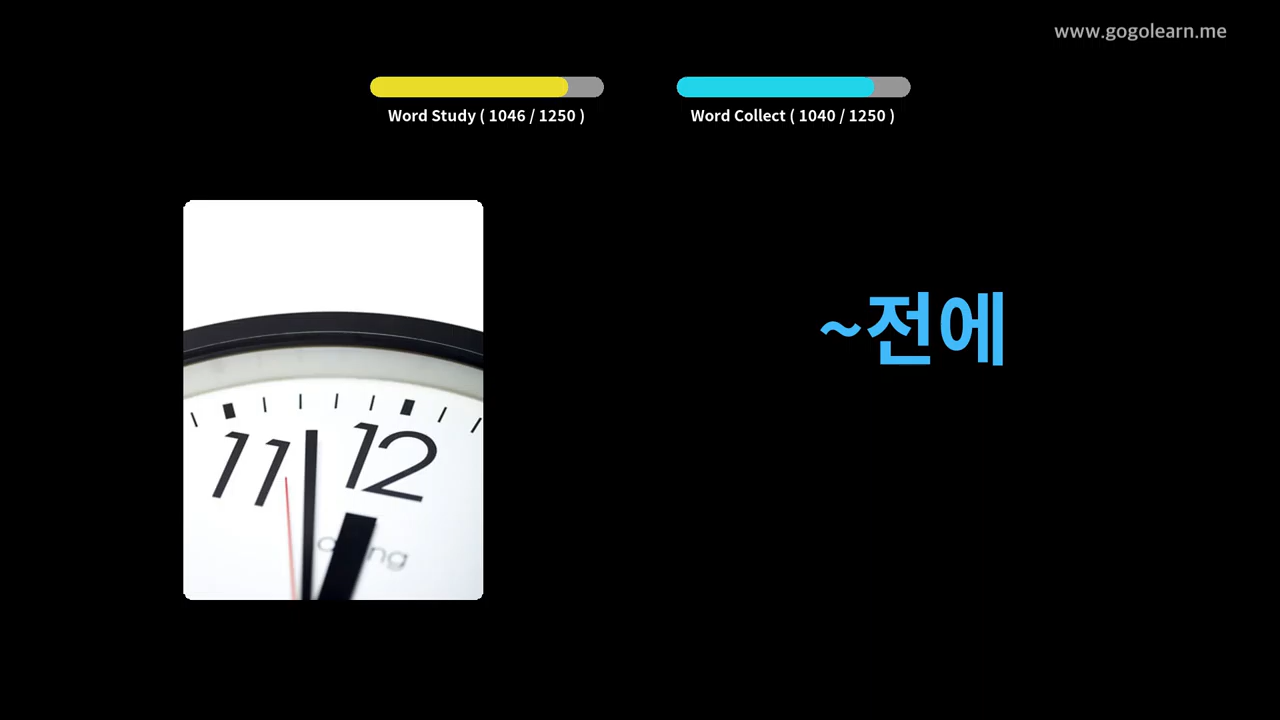 www.gogolearn.me
Word Study ( 1046 / 1250 )
Word Collect ( 1040 / 1250 )
~전에
11
12